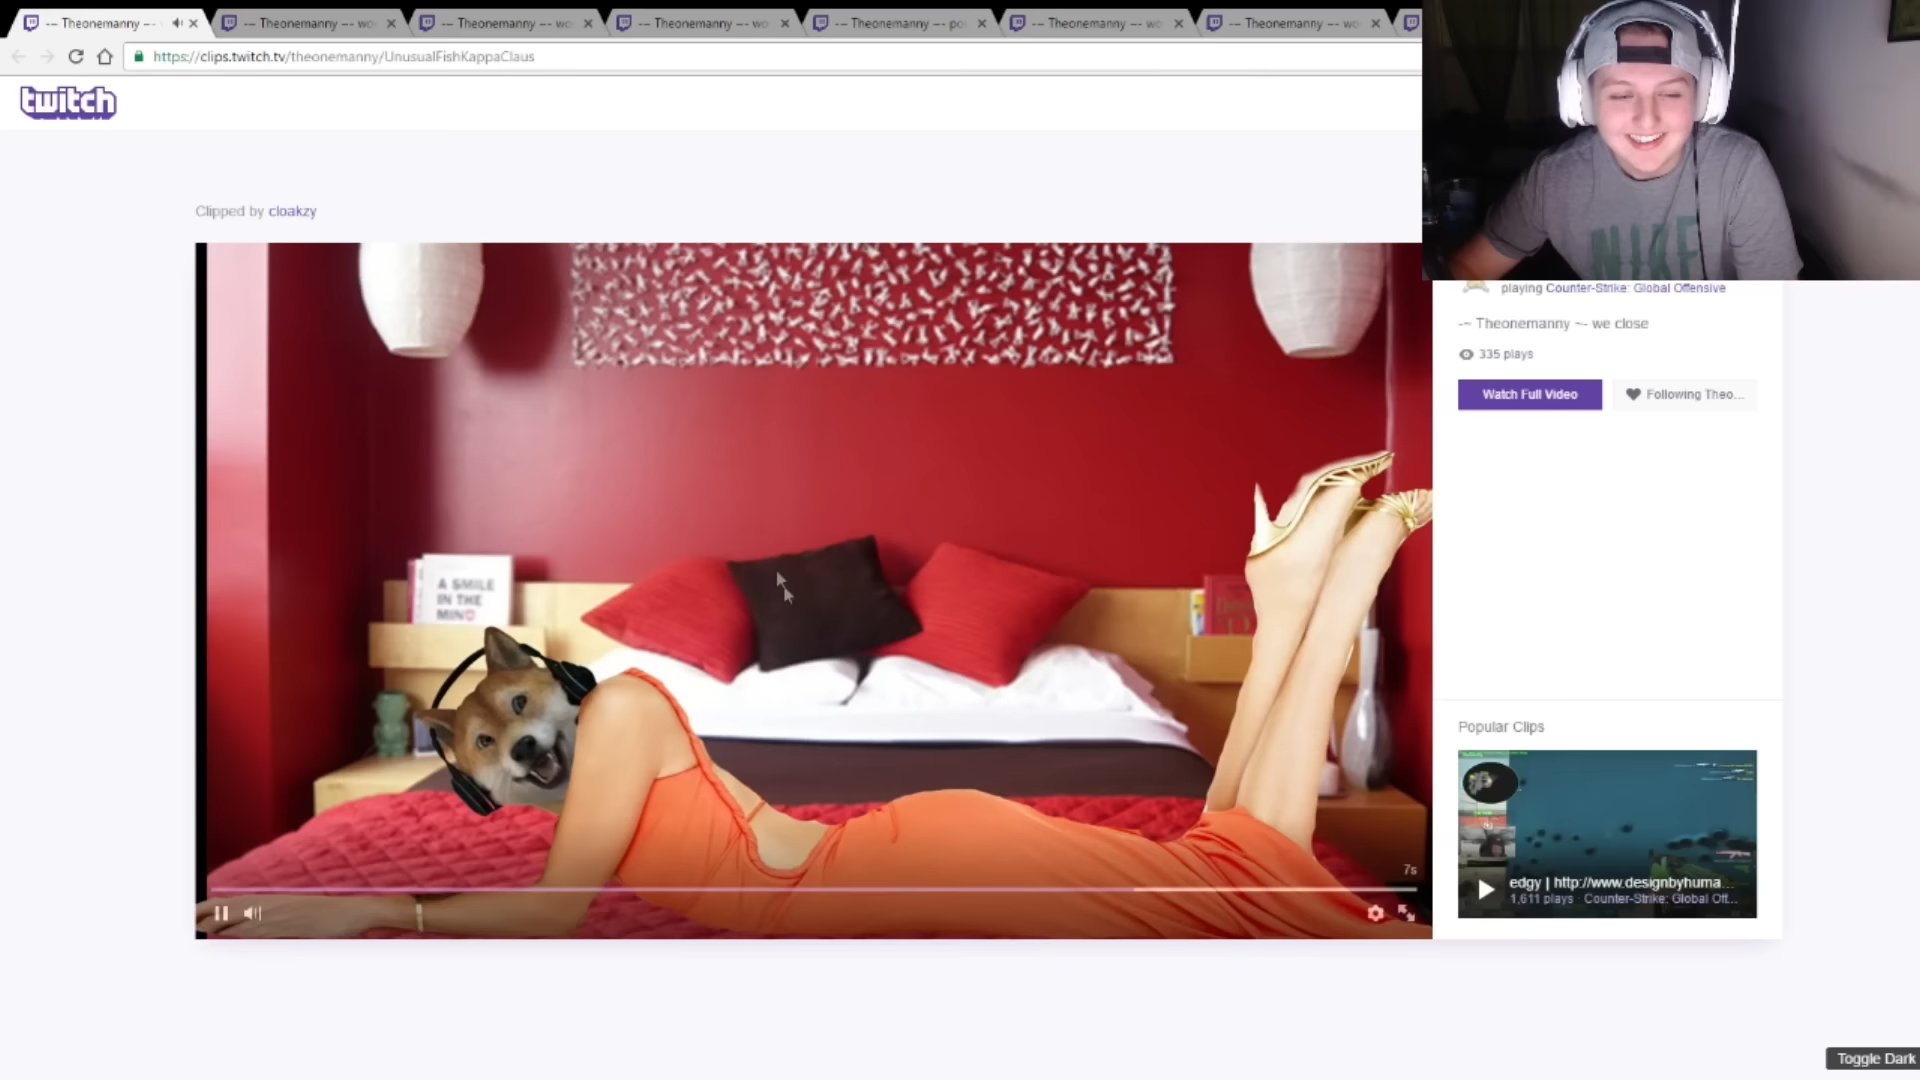 -- Theonemanny --
-- Theonemanny -- wo
-- Theonemanny -- wo
-- Theonemanny -- wo
-- Theonemanny -- po
-- Theonemanny -- wo
-- Theonemanny -- wo
https://clips.twitch.tv/theonemanny/UnusualFishKappaClaus
twitch
NIKE
Clipped by cloakzy
playing Counter-Strike: Global Offensive
-~ Theonemanny ~- we close
335 plays
Watch Full Video
Following Theo...
A SMILE
IN THE
MIND
7s
Popular Clips
edgy | http://www.designbyhuma...
1,611 plays · Counter-Strike: Global Off...
Toggle Dark